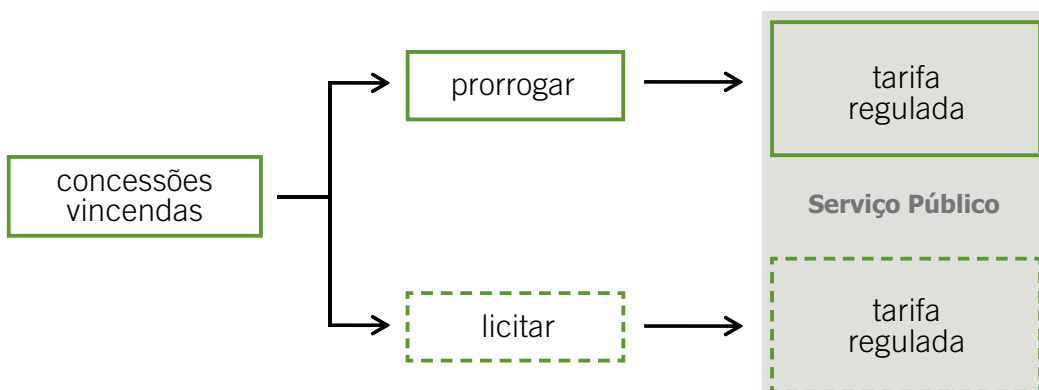 concessões
vincendas
prorrogar
tarifa
regulada
Serviço Público
licitar
tarifa
regulada